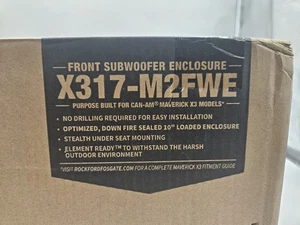 FRONT SUBWOOFER ENCLOSURE
X317-M2FWE
PURPOSE BUILT FOR CAN-AM® MAVERICK X3 MODELS*
• NO DRILLING REQUIRED FOR EASY INSTALLATION
• OPTIMIZED, DOWN FIRE SEALED 10" LOADED ENCLOSURE
• STEALTH UNDER SEAT MOUNTING
• ELEMENT READY™ TO WITHSTAND THE HARSH
OUTDOOR ENVIRONMENT
*VISIT ROCKFORDFOSGATE.COM FOR A COMPLETE MAVERICK X3 FITMENT GUIDE